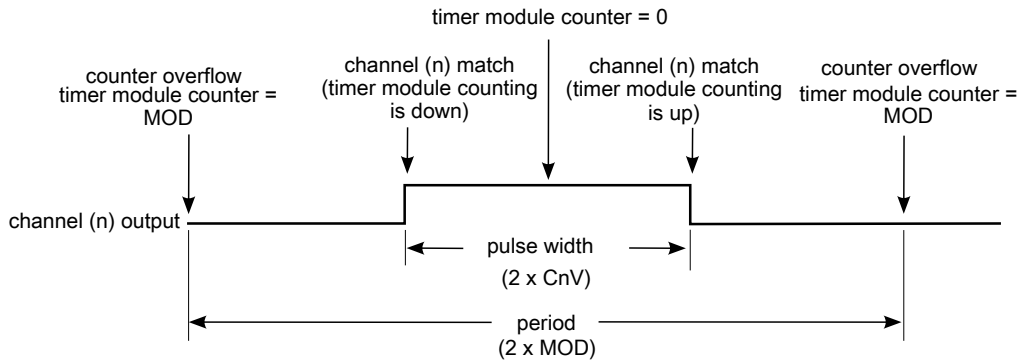 timer module counter = 0
counter overflow
timer module counter =
MOD
channel (n) match
(timer module counting
is down)
channel (n) match
(timer module counting
is up)
counter overflow
timer module counter =
MOD
channel (n) output
pulse width
(2 x CnV)
period
(2 x MOD)